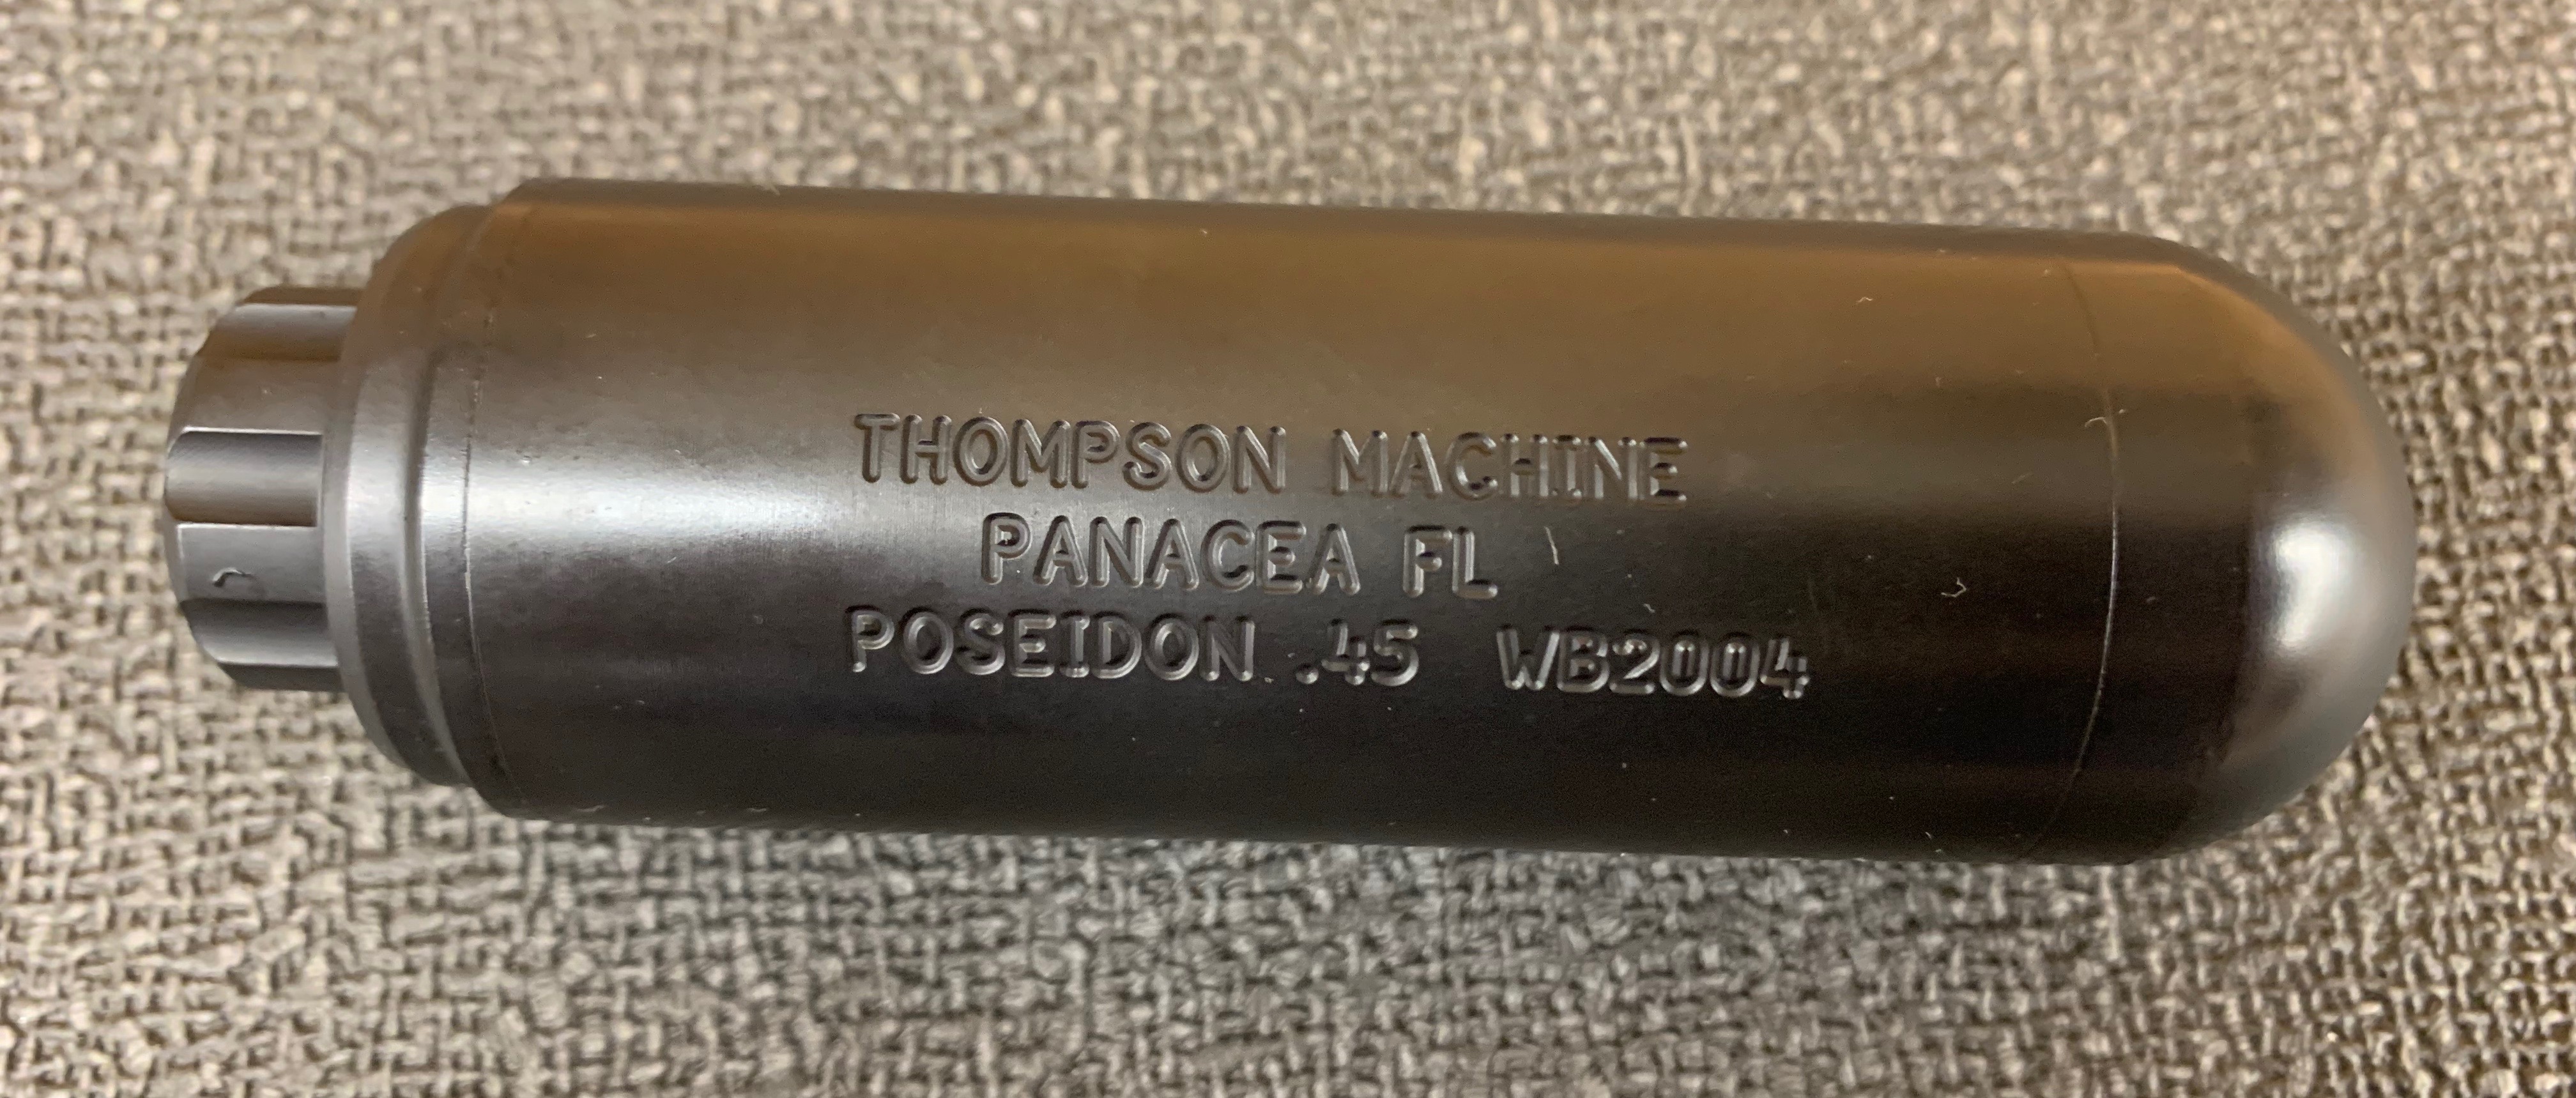 THOMPSON MACHINE
PANACEA FL
POSEIDON .45 WB2004